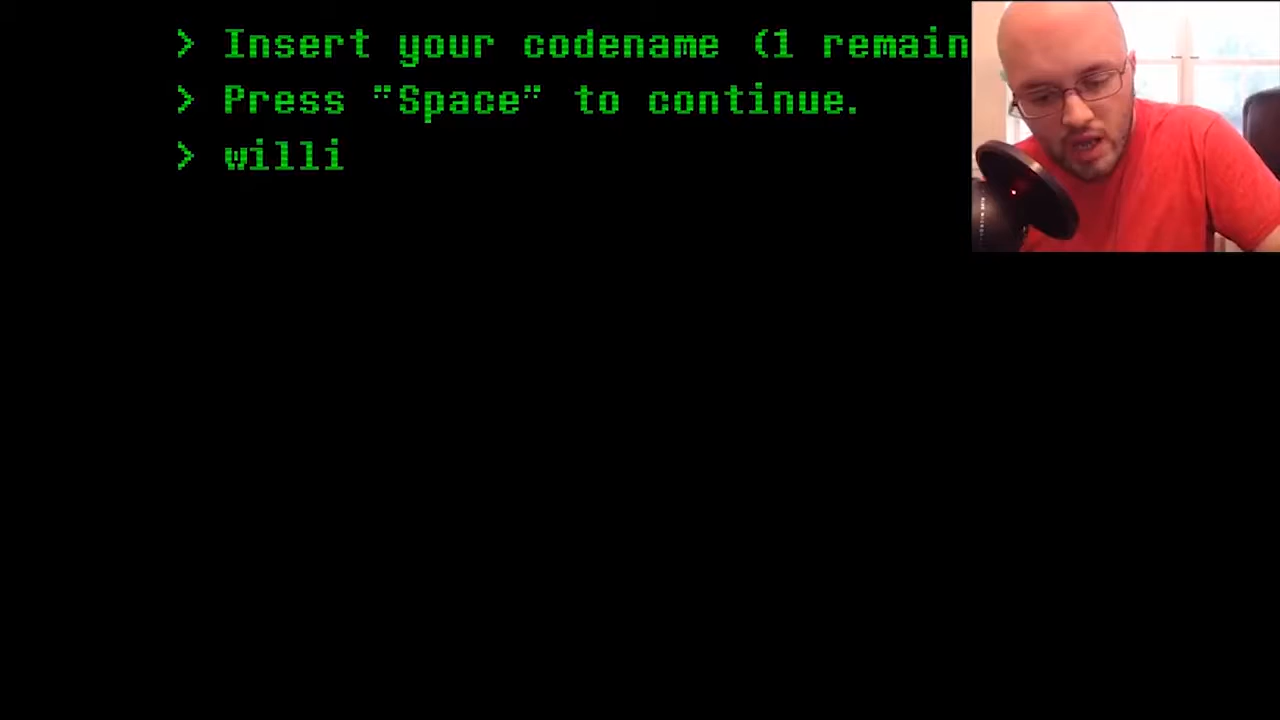 > Insert your codename (1 remain
> Press "Space" to continue.
> willi